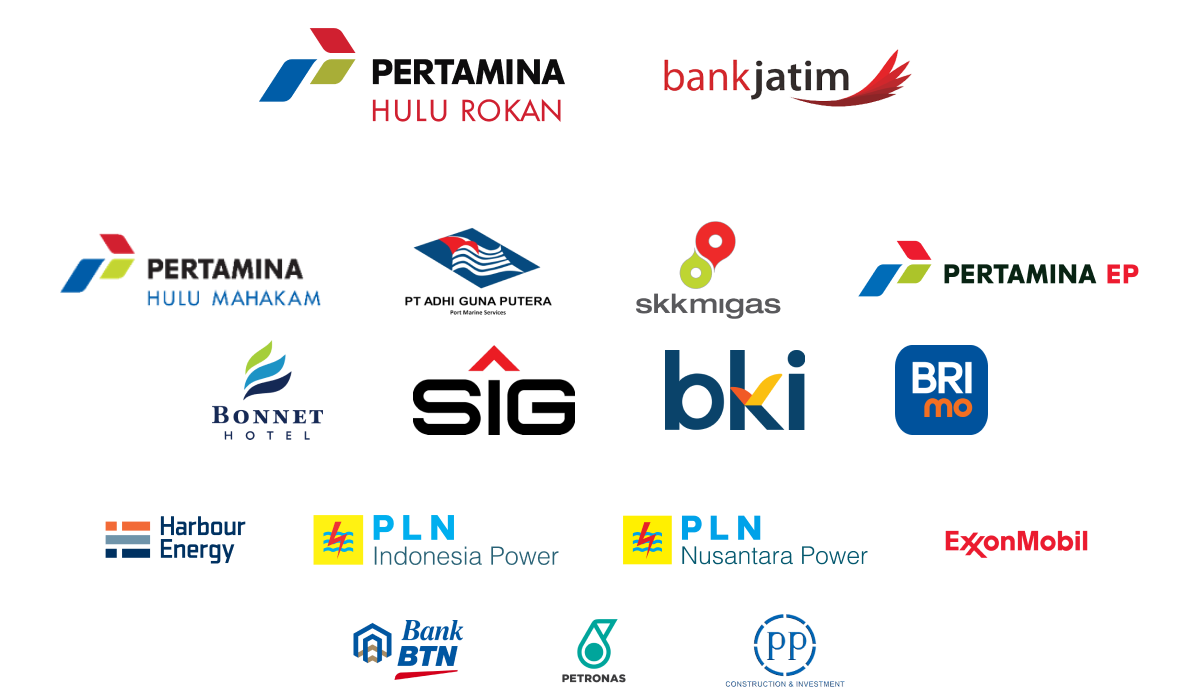 PERTAMINA
HULU ROKAN
bankjatim
PERTAMINA
HULU MAHAKAM
PT ADHI GUNA PUTERA
Port Marine Services
skkmigas
PERTAMINA EP
BONNET
HOTEL
SIG
bki
BRI
mo
Harbour
Energy
PLN
Indonesia Power
PLN
Nusantara Power
ExxonMobil
Bank
BTN
PETRONAS
PP
CONSTRUCTION & INVESTMENT